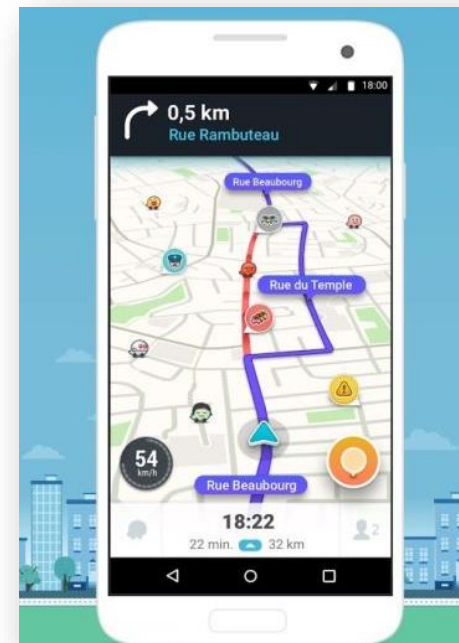 18:00
0,5 km
Rue Rambuteau
Rue Beaubourg
Rue du Temple
54
km/h
Rue Beaubourg
18:22
22 min. 32 km
2